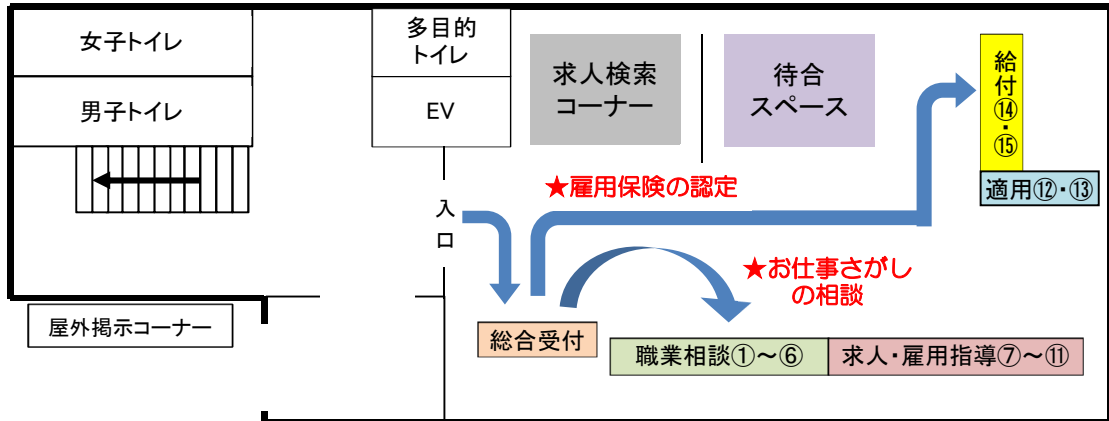 女子トイレ
男子トイレ
多目的
トイレ
EV
求人検索
コーナー
待合
スペース
給付⑭・⑮
適用⑫・⑬
★雇用保険の認定
入口
★お仕事さがし
の相談
屋外掲示コーナー
総合受付
職業相談①～⑥
求人・雇用指導⑦～⑪